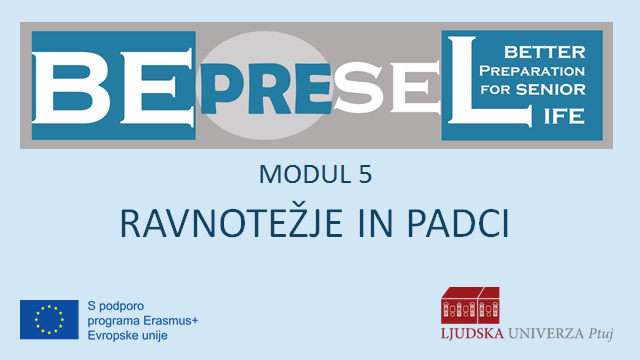 BEPRESEL
BETTER
PREPARATION
FOR SENIOR
IFE
MODUL 5
RAVNOTEŽJE IN PADCI
S podporo
programa Erasmus+
Evropske unije
LJUDSKA UNIVERZA Ptuj